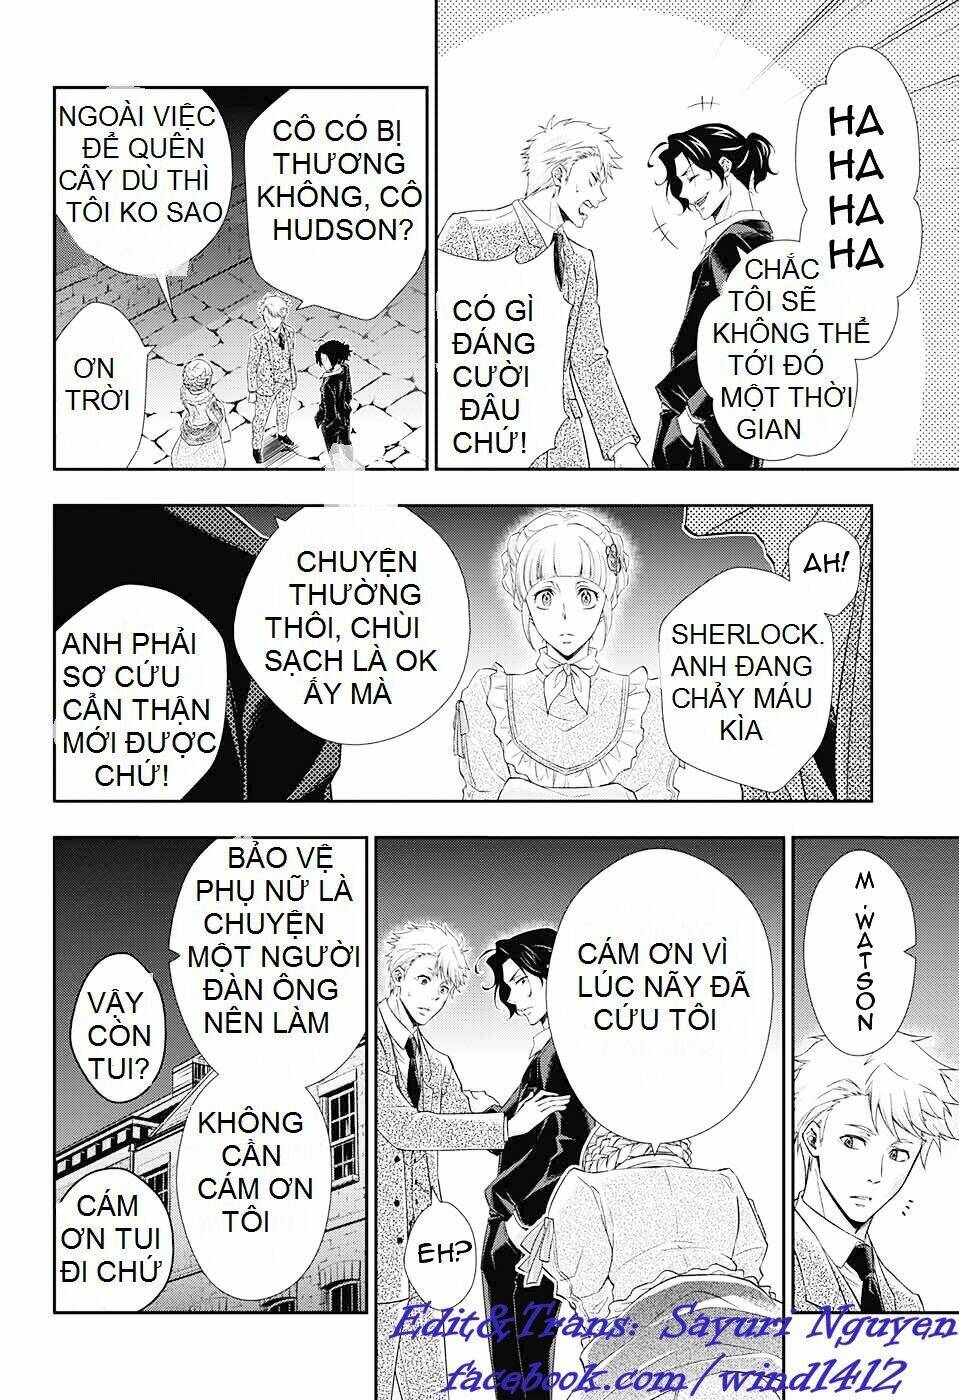 HA
HA
HA
HA
CHẮC
TÔI SẼ
KHÔNG THỂ
TỚI ĐÓ
MỘT THỜI
GIAN
CÓ GÌ
ĐÁNG
CƯỜI
ĐÂU
CHỨ!
CÔ CÓ BỊ
THƯƠNG
KHÔNG, CÔ
HUDSON?
NGOÀI VIỆC
ĐỂ QUÊN
CÂY DÙ THÌ
TÔI KO SAO
ƠN
TRỜI
AH!
SHERLOCK.
ANH ĐANG
CHẢY MÁU
KÌA
CHUYỆN
THƯỜNG
THÔI, CHÙI
SẠCH LÀ OK
ẤY MÀ
ANH PHẢI
SƠ CỨU
CẨN THẬN
MỚI ĐƯỢC
CHỨ!
M.WATSON
CÁM ƠN VÌ
LÚC NÃY ĐÃ
CỨU TÔI
EH?
BẢO VỆ
PHỤ NỮ LÀ
CHUYỆN
MỘT NGƯỜI
ĐÀN ÔNG
NÊN LÀM
KHÔNG
CẦN
CÁM ƠN
TÔI
VẬY
CÒN
TUI?
CÁM
ƠN TUI
ĐI CHỨ
Edit&Trans: Sayuri Nguyen
facebook.com/wind1412